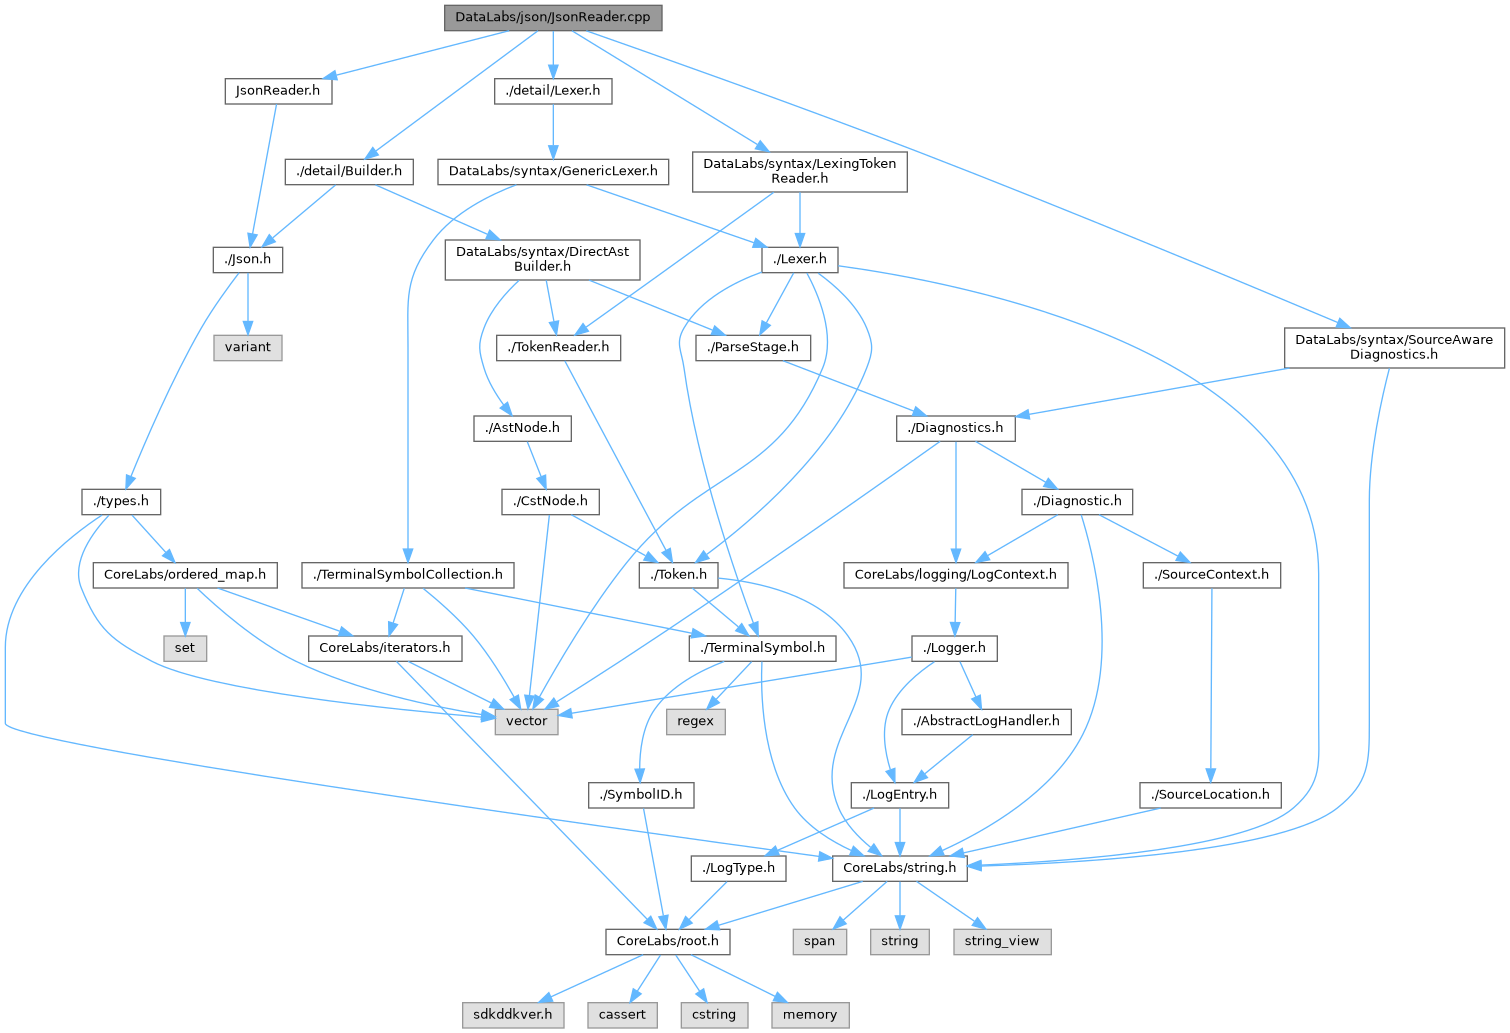 DataLabs/json/JsonReader.cpp
JsonReader.h
./detail/Lexer.h
./detail/Builder.h
DataLabs/syntax/GenericLexer.h
DataLabs/syntax/LexingToken
Reader.h
./Json.h
DataLabs/syntax/DirectAst
Builder.h
./Lexer.h
variant
./TokenReader.h
./ParseStage.h
DataLabs/syntax/SourceAware
Diagnostics.h
./AstNode.h
./Diagnostics.h
./types.h
./CstNode.h
./Diagnostic.h
CoreLabs/ordered_map.h
./TerminalSymbolCollection.h
./Token.h
CoreLabs/logging/LogContext.h
./SourceContext.h
set
CoreLabs/iterators.h
./TerminalSymbol.h
./Logger.h
vector
regex
./AbstractLogHandler.h
./SymbolID.h
./LogEntry.h
./SourceLocation.h
./LogType.h
CoreLabs/string.h
CoreLabs/root.h
span
string
string_view
sdkddkver.h
cassert
cstring
memory